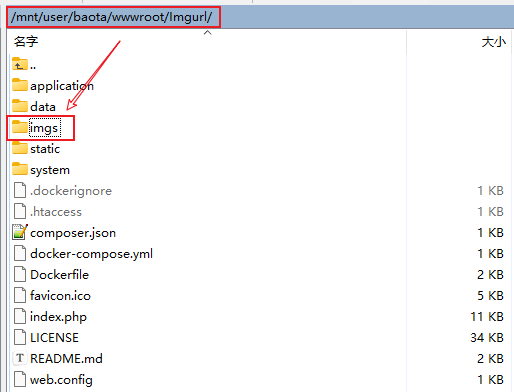 /mnt/user/baota/wwwroot/Imgurl/
名字 大小
..
application
data
imgs
static
system
.dockerignore 1 KB
.htaccess 1 KB
composer.json 1 KB
docker-compose.yml 1 KB
Dockerfile 2 KB
favicon.ico 5 KB
index.php 11 KB
LICENSE 34 KB
T README.md 2 KB
web.config 1 KB